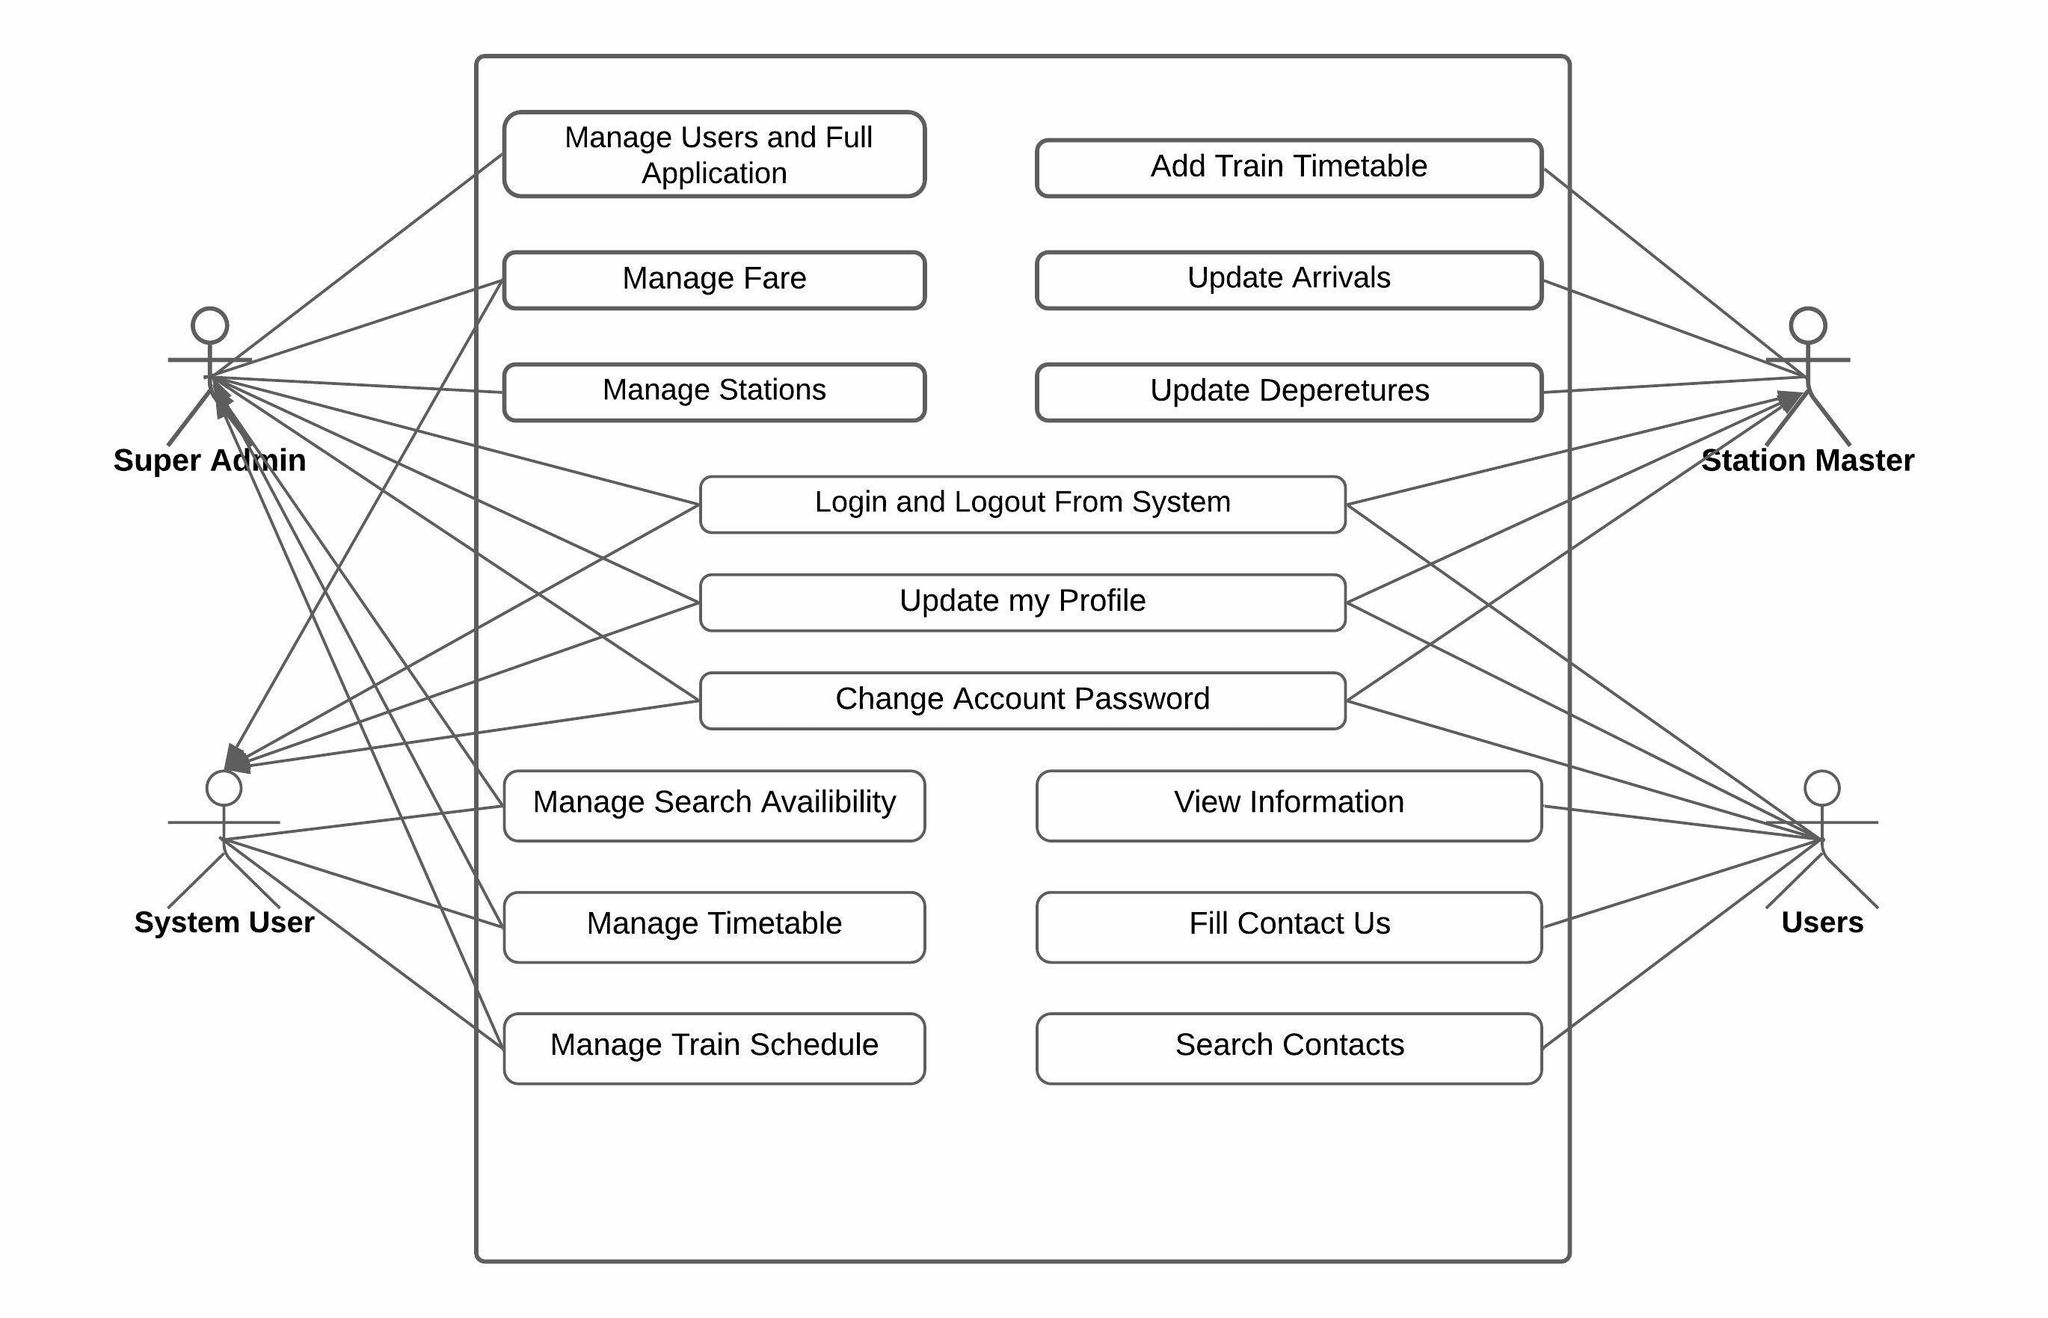 Manage Users and Full
Application
Add Train Timetable
Manage Fare
Update Arrivals
Manage Stations
Update Deperetures
Super Admin
Station Master
Login and Logout From System
Update my Profile
Change Account Password
Manage Search Availibility
View Information
System User
Manage Timetable
Fill Contact Us
Users
Manage Train Schedule
Search Contacts